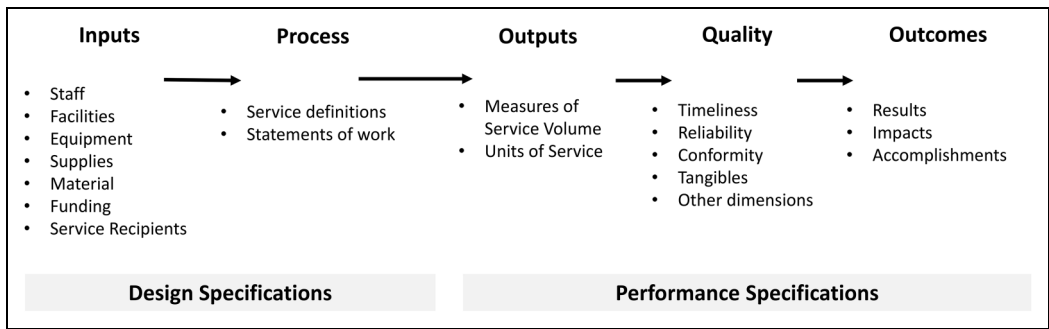 Inputs
Process
Outputs
Quality
Outcomes
• Staff
• Facilities
• Equipment
• Supplies
• Material
• Funding
• Service Recipients
• Service definitions
• Statements of work
• Measures of
Service Volume
• Units of Service
• Timeliness
• Reliability
• Conformity
• Tangibles
• Other dimensions
• Results
• Impacts
• Accomplishments
Design Specifications
Performance Specifications